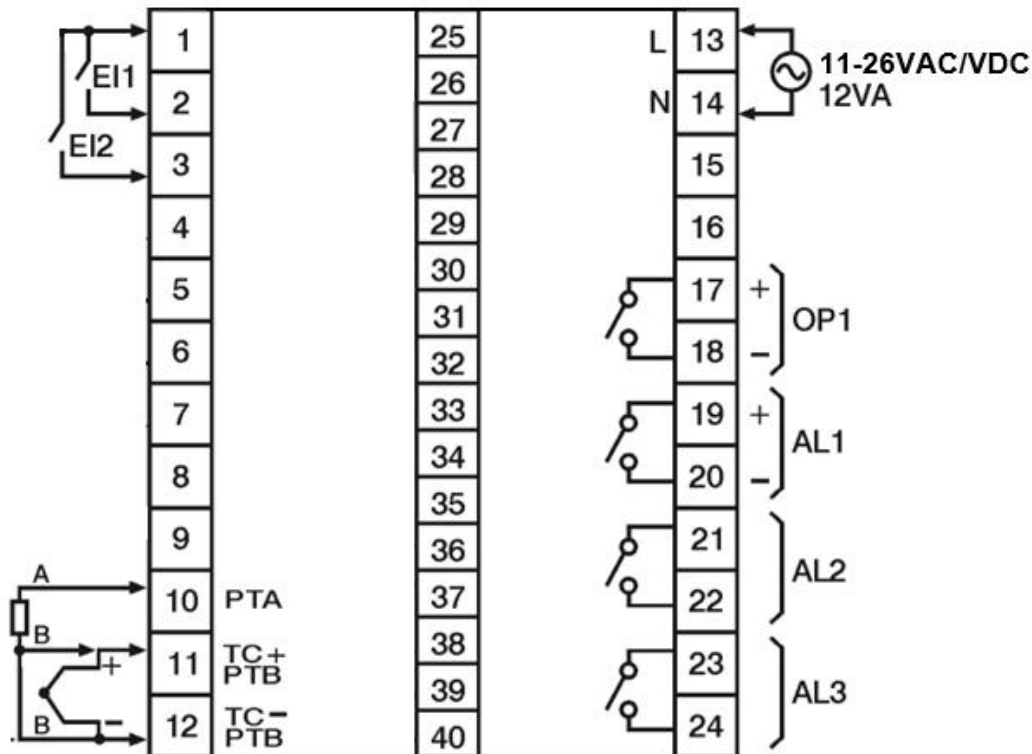 1
2
3
4
5
6
7
8
9
10 PTA
11 TC+
PTB
12 TC−
PTB
EI1
EI2
A
B
+
B −
25
26
27
28
29
30
31
32
33
34
35
36
37
38
39
40
L 13
N 14
15
16
17 +
18 −
19 +
20 −
21
22
23
24
11-26VAC/VDC
12VA
OP1
AL1
AL2
AL3